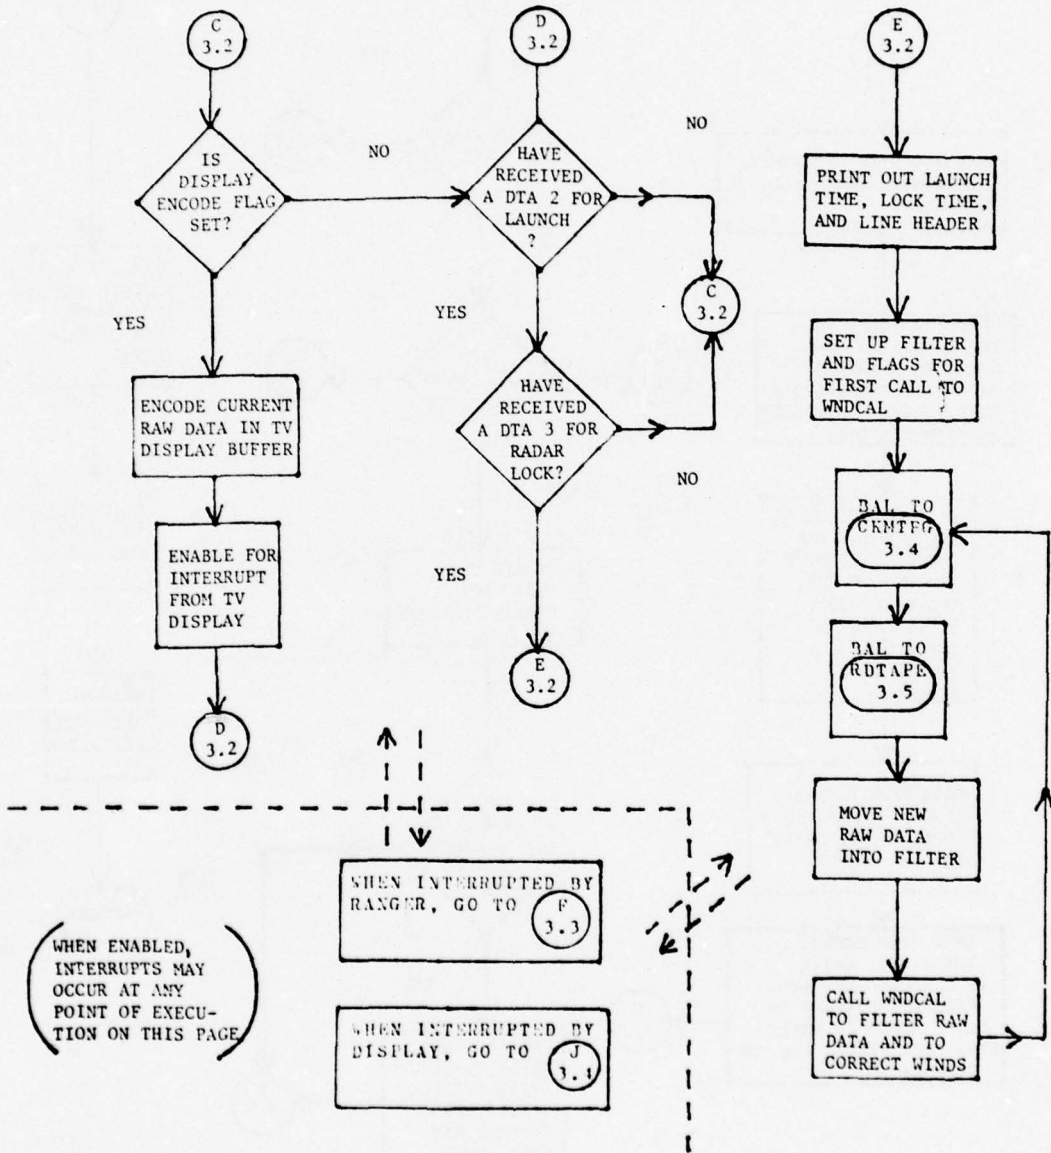 C
3.2
IS
DISPLAY
ENCODE FLAG
SET?
NO
YES
ENCODE CURRENT
RAW DATA IN TV
DISPLAY BUFFER
ENABLE FOR
INTERRUPT
FROM TV
DISPLAY
D
3.2
D
3.2
HAVE
RECEIVED
A DTA 2 FOR
LAUNCH
?
NO
YES
C
3.2
HAVE
RECEIVED
A DTA 3 FOR
RADAR
LOCK?
NO
YES
E
3.2
E
3.2
PRINT OUT LAUNCH
TIME, LOCK TIME,
AND LINE HEADER
SET UP FILTER
AND FLAGS FOR
FIRST CALL TO
WNDCAL
BAL TO
CKMTFG
3.4
BAL TO
RDTAPE
3.5
MOVE NEW
RAW DATA
INTO FILTER
CALL WNDCAL
TO FILTER RAW
DATA AND TO
CORRECT WINDS
WHEN INTERRUPTED BY
RANGER, GO TO
F
3.3
WHEN INTERRUPTED BY
DISPLAY, GO TO
J
3.4
(WHEN ENABLED,
INTERRUPTS MAY
OCCUR AT ANY
POINT OF EXECU-
TION ON THIS PAGE)